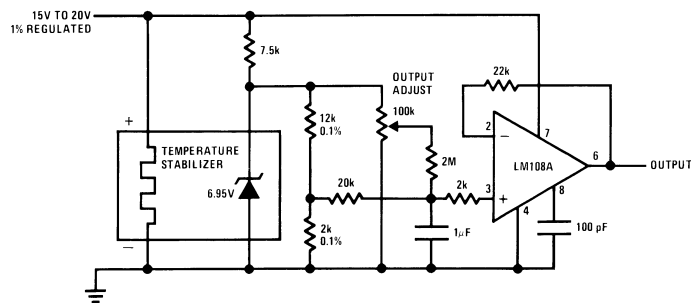 15V TO 20V
1% REGULATED
7.5k
OUTPUT
ADJUST
22k
12k
0.1%
100k
2
7
+
TEMPERATURE
STABILIZER
2M
−
LM108A
6
OUTPUT
6.95V
20k
2k
3
+
8
4
2k
0.1%
1μF
100 pF
−